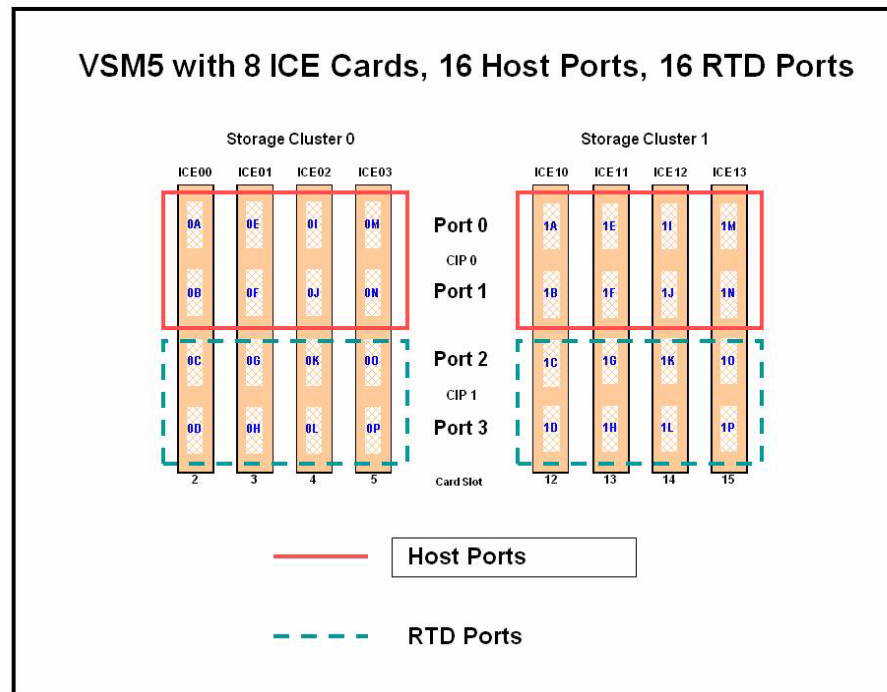 VSM5 with 8 ICE Cards, 16 Host Ports, 16 RTD Ports
Storage Cluster 0 Storage Cluster 1
ICE00 ICE01 ICE02 ICE03 ICE10 ICE11 ICE12 ICE13
0A 0E 0I 0M Port 0 1A 1E 1I 1M
CIP 0
0B 0F 0J 0N Port 1 1B 1F 1J 1N
0C 0G 0K 0O Port 2 1C 1G 1K 1O
CIP 1
0D 0H 0L 0P Port 3 1D 1H 1L 1P
2 3 4 5 Card Slot 12 13 14 15
Host Ports
RTD Ports